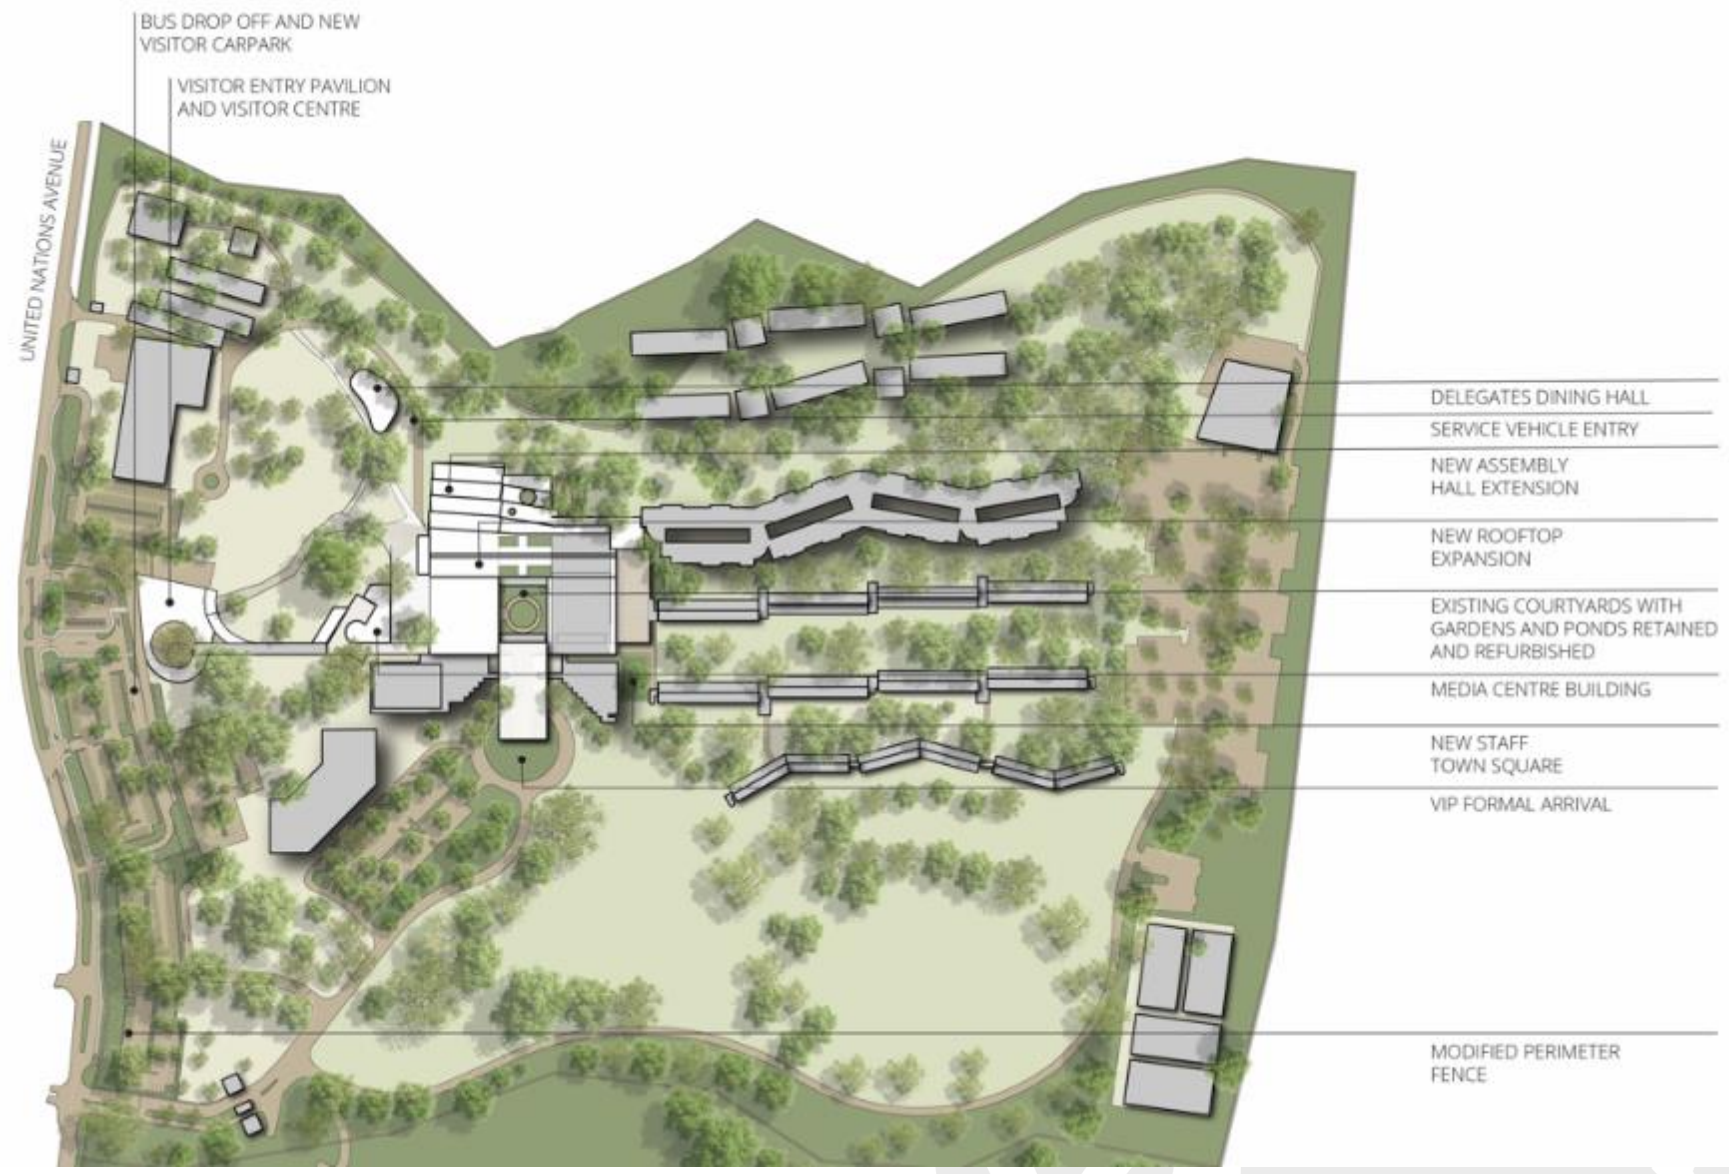 BUS DROP OFF AND NEW
VISITOR CARPARK
VISITOR ENTRY PAVILION
AND VISITOR CENTRE
UNITED NATIONS AVENUE
DELEGATES DINING HALL
SERVICE VEHICLE ENTRY
NEW ASSEMBLY
HALL EXTENSION
NEW ROOFTOP
EXPANSION
EXISTING COURTYARDS WITH
GARDENS AND PONDS RETAINED
AND REFURBISHED
MEDIA CENTRE BUILDING
NEW STAFF
TOWN SQUARE
VIP FORMAL ARRIVAL
MODIFIED PERIMETER
FENCE